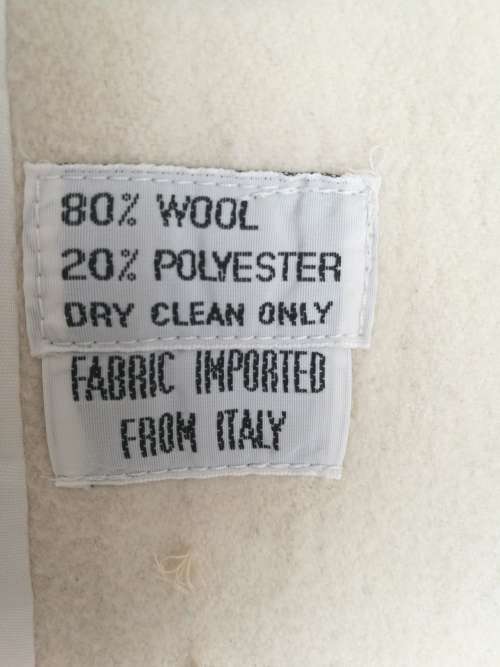 80% WOOL
20% POLYESTER
DRY CLEAN ONLY
FABRIC IMPORTED
FROM ITALY